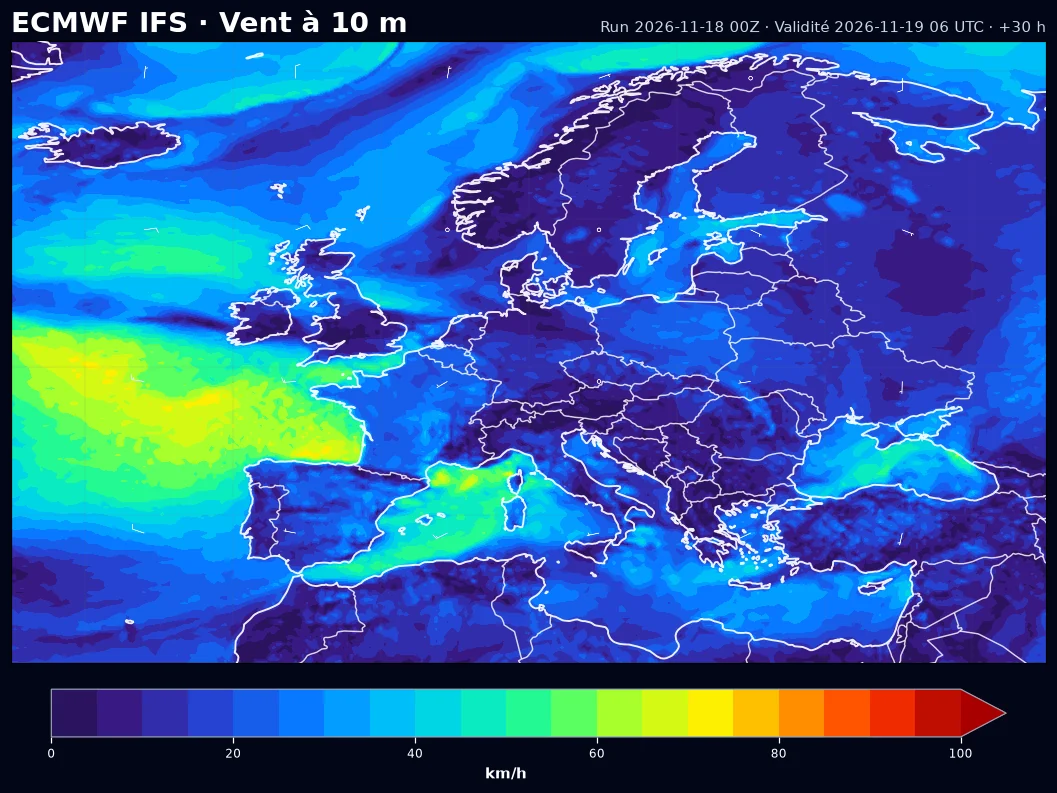 ECMWF IFS · Vent à 10 m
Run 2026-11-18 00Z · Validité 2026-11-19 06 UTC · +30 h
0 20 40 60 80 100
km/h